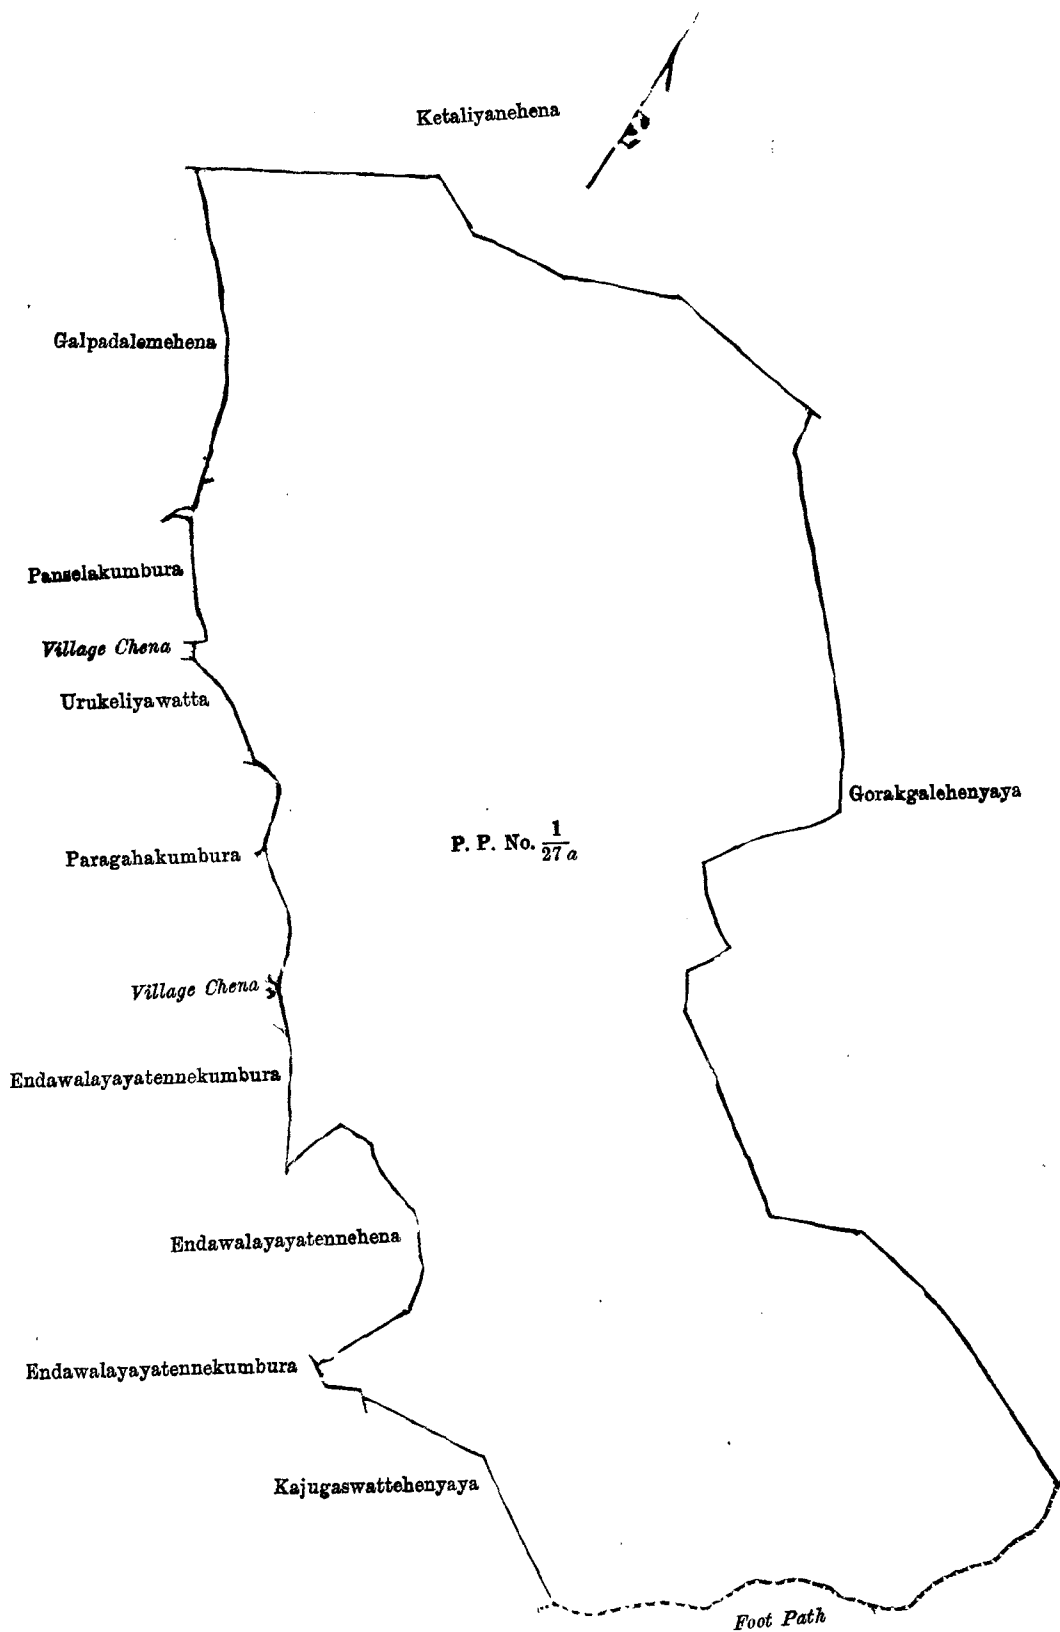 Ketaliyanehena
Galpadalemehena
Panselakumbura
Village Chena
Urukeliyawatta
Gorakgalehenyaya
P. P. No. 1/27 a
Paragahakumbura
Village Chena
Endawalayayatennekumbura
Endawalayayatennehena
Endawalayayatennekumbura
Kajugaswattehenyaya
Foot Path